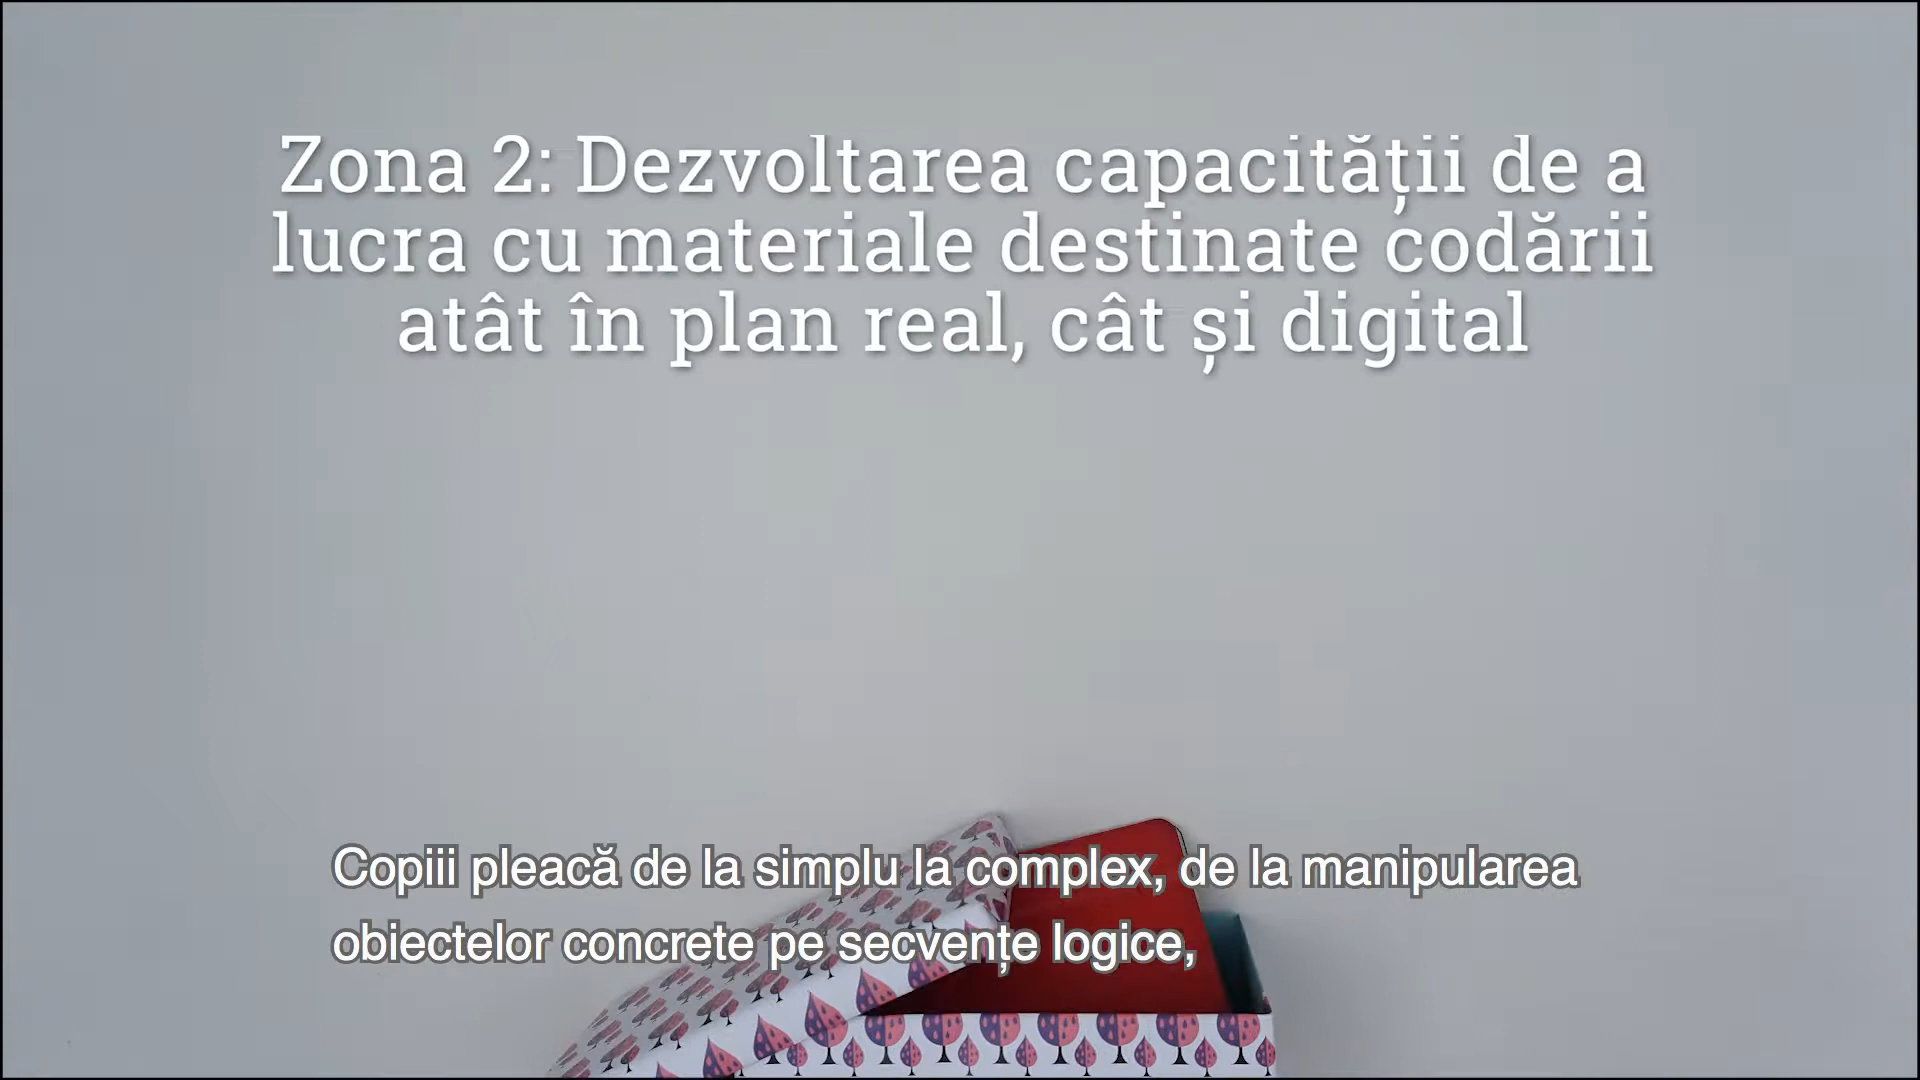 Zona 2: Dezvoltarea capacității de a
lucra cu materiale destinate codării
atât în plan real, cât și digital
Copiii pleacă de la simplu la complex, de la manipularea
obiectelor concrete pe secvențe logice,